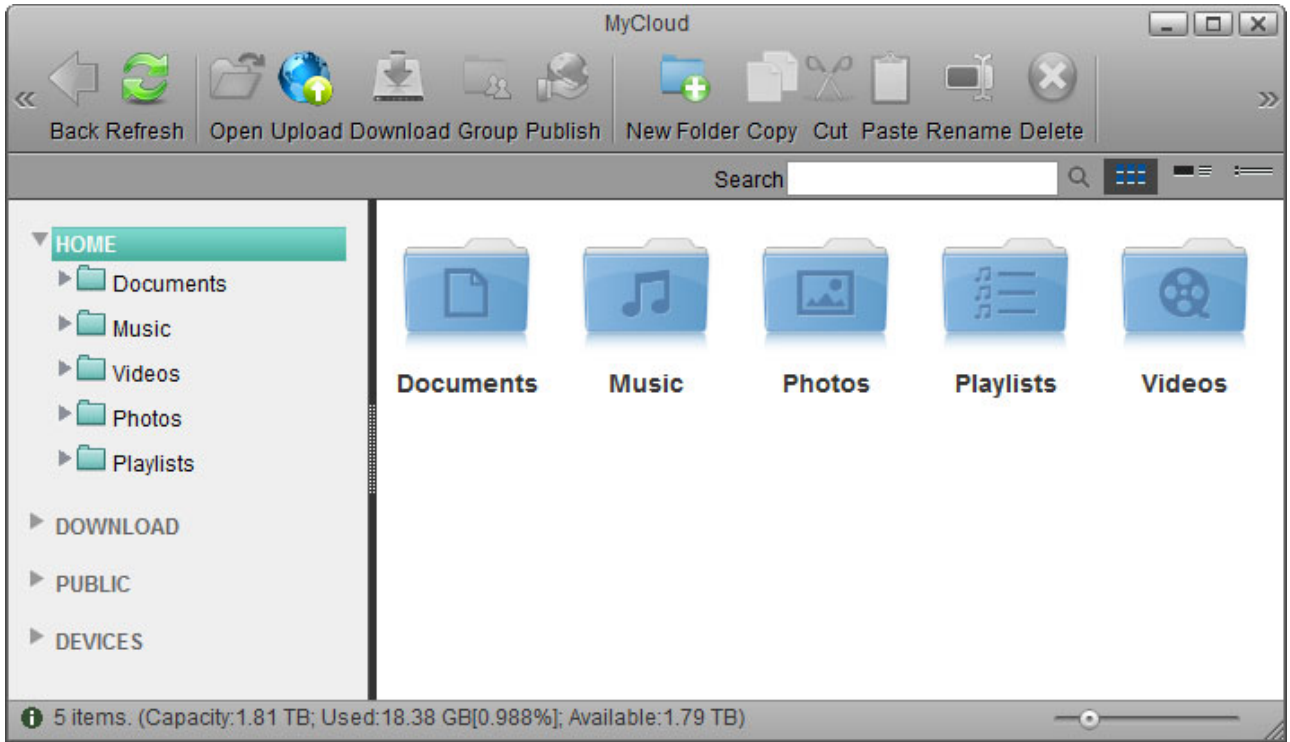 MyCloud
Back Refresh Open Upload Download Group Publish New Folder Copy Cut Paste Rename Delete
Search
HOME
Documents
Music
Videos
Photos
Playlists
DOWNLOAD
PUBLIC
DEVICES
Documents Music Photos Playlists Videos
5 items. (Capacity:1.81 TB; Used:18.38 GB[0.988%]; Available:1.79 TB)